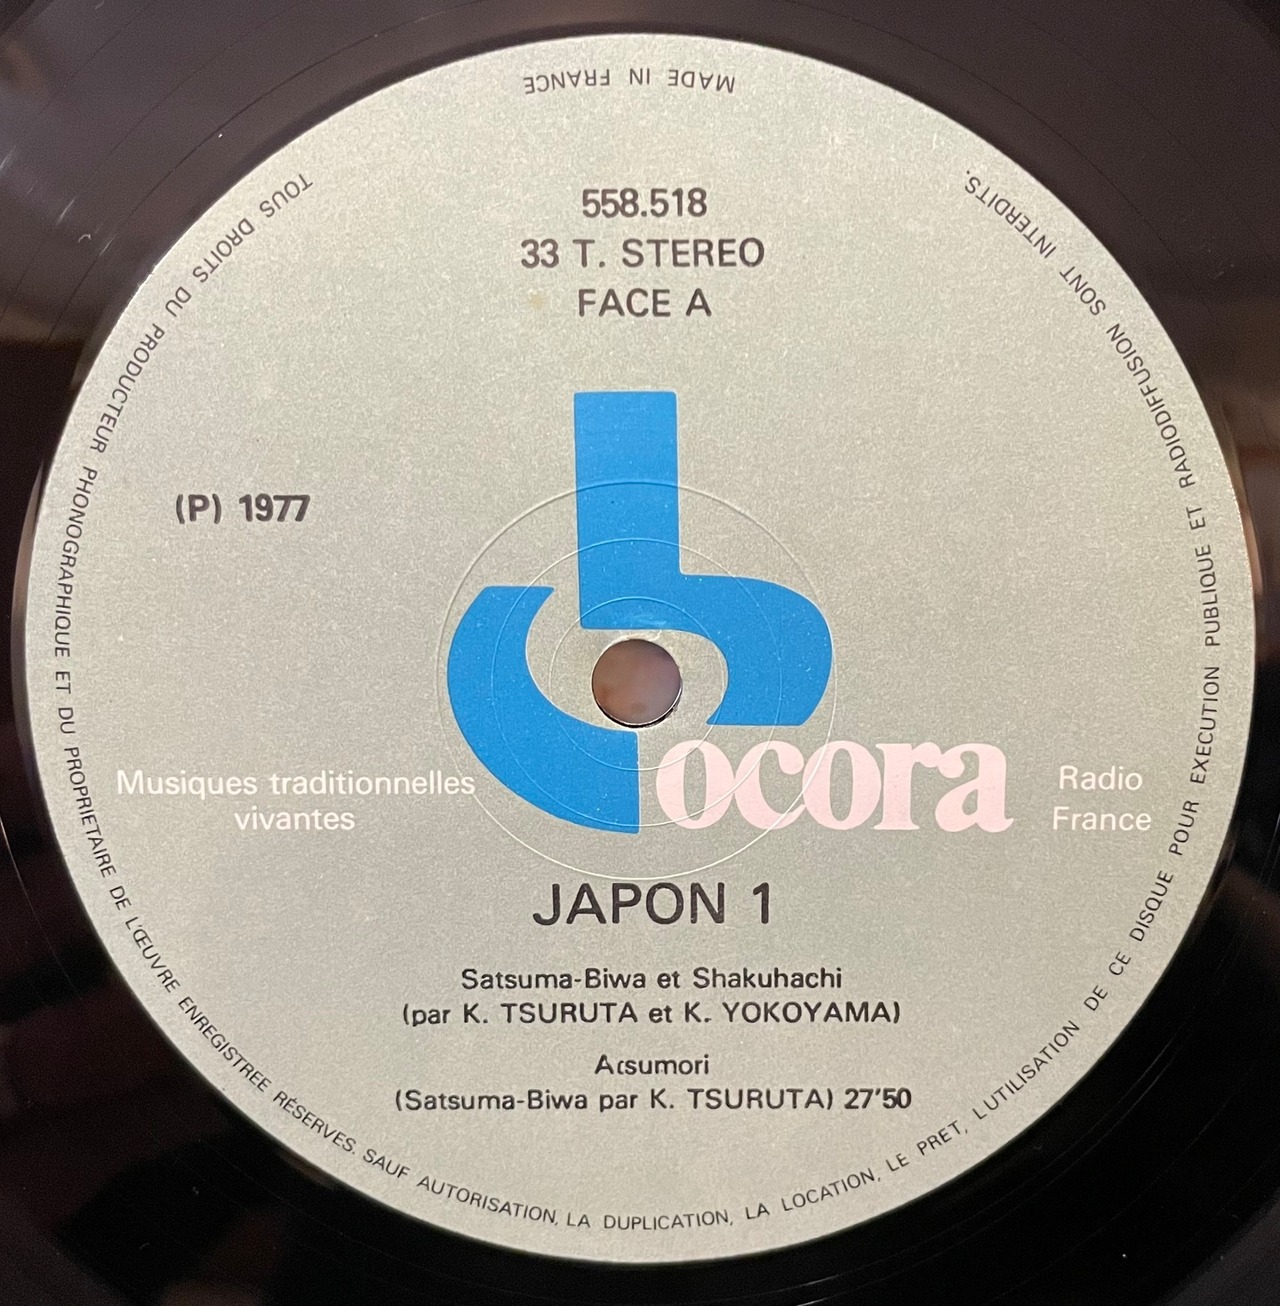 MADE IN FRANCE
558.518
33 T. STEREO
FACE A
(P) 1977
Musiques traditionnelles
vivantes
ocora
Radio
France
JAPON 1
Satsuma-Biwa et Shakuhachi
(par K. TSURUTA et K. YOKOYAMA)
Atsumori
(Satsuma-Biwa par K. TSURUTA) 27'50
TOUS DROITS DU PRODUCTEUR PHONOGRAPHIQUE ET DU PROPRIETAIRE DE L'ŒUVRE ENREGISTREE RÉSERVES. SAUF AUTORISATION, LA DUPLICATION, LA LOCATION, LE PRET, L'UTILISATION DE CE DISQUE POUR EXECUTION PUBLIQUE ET RADIODIFFUSION SONT INTERDITS.